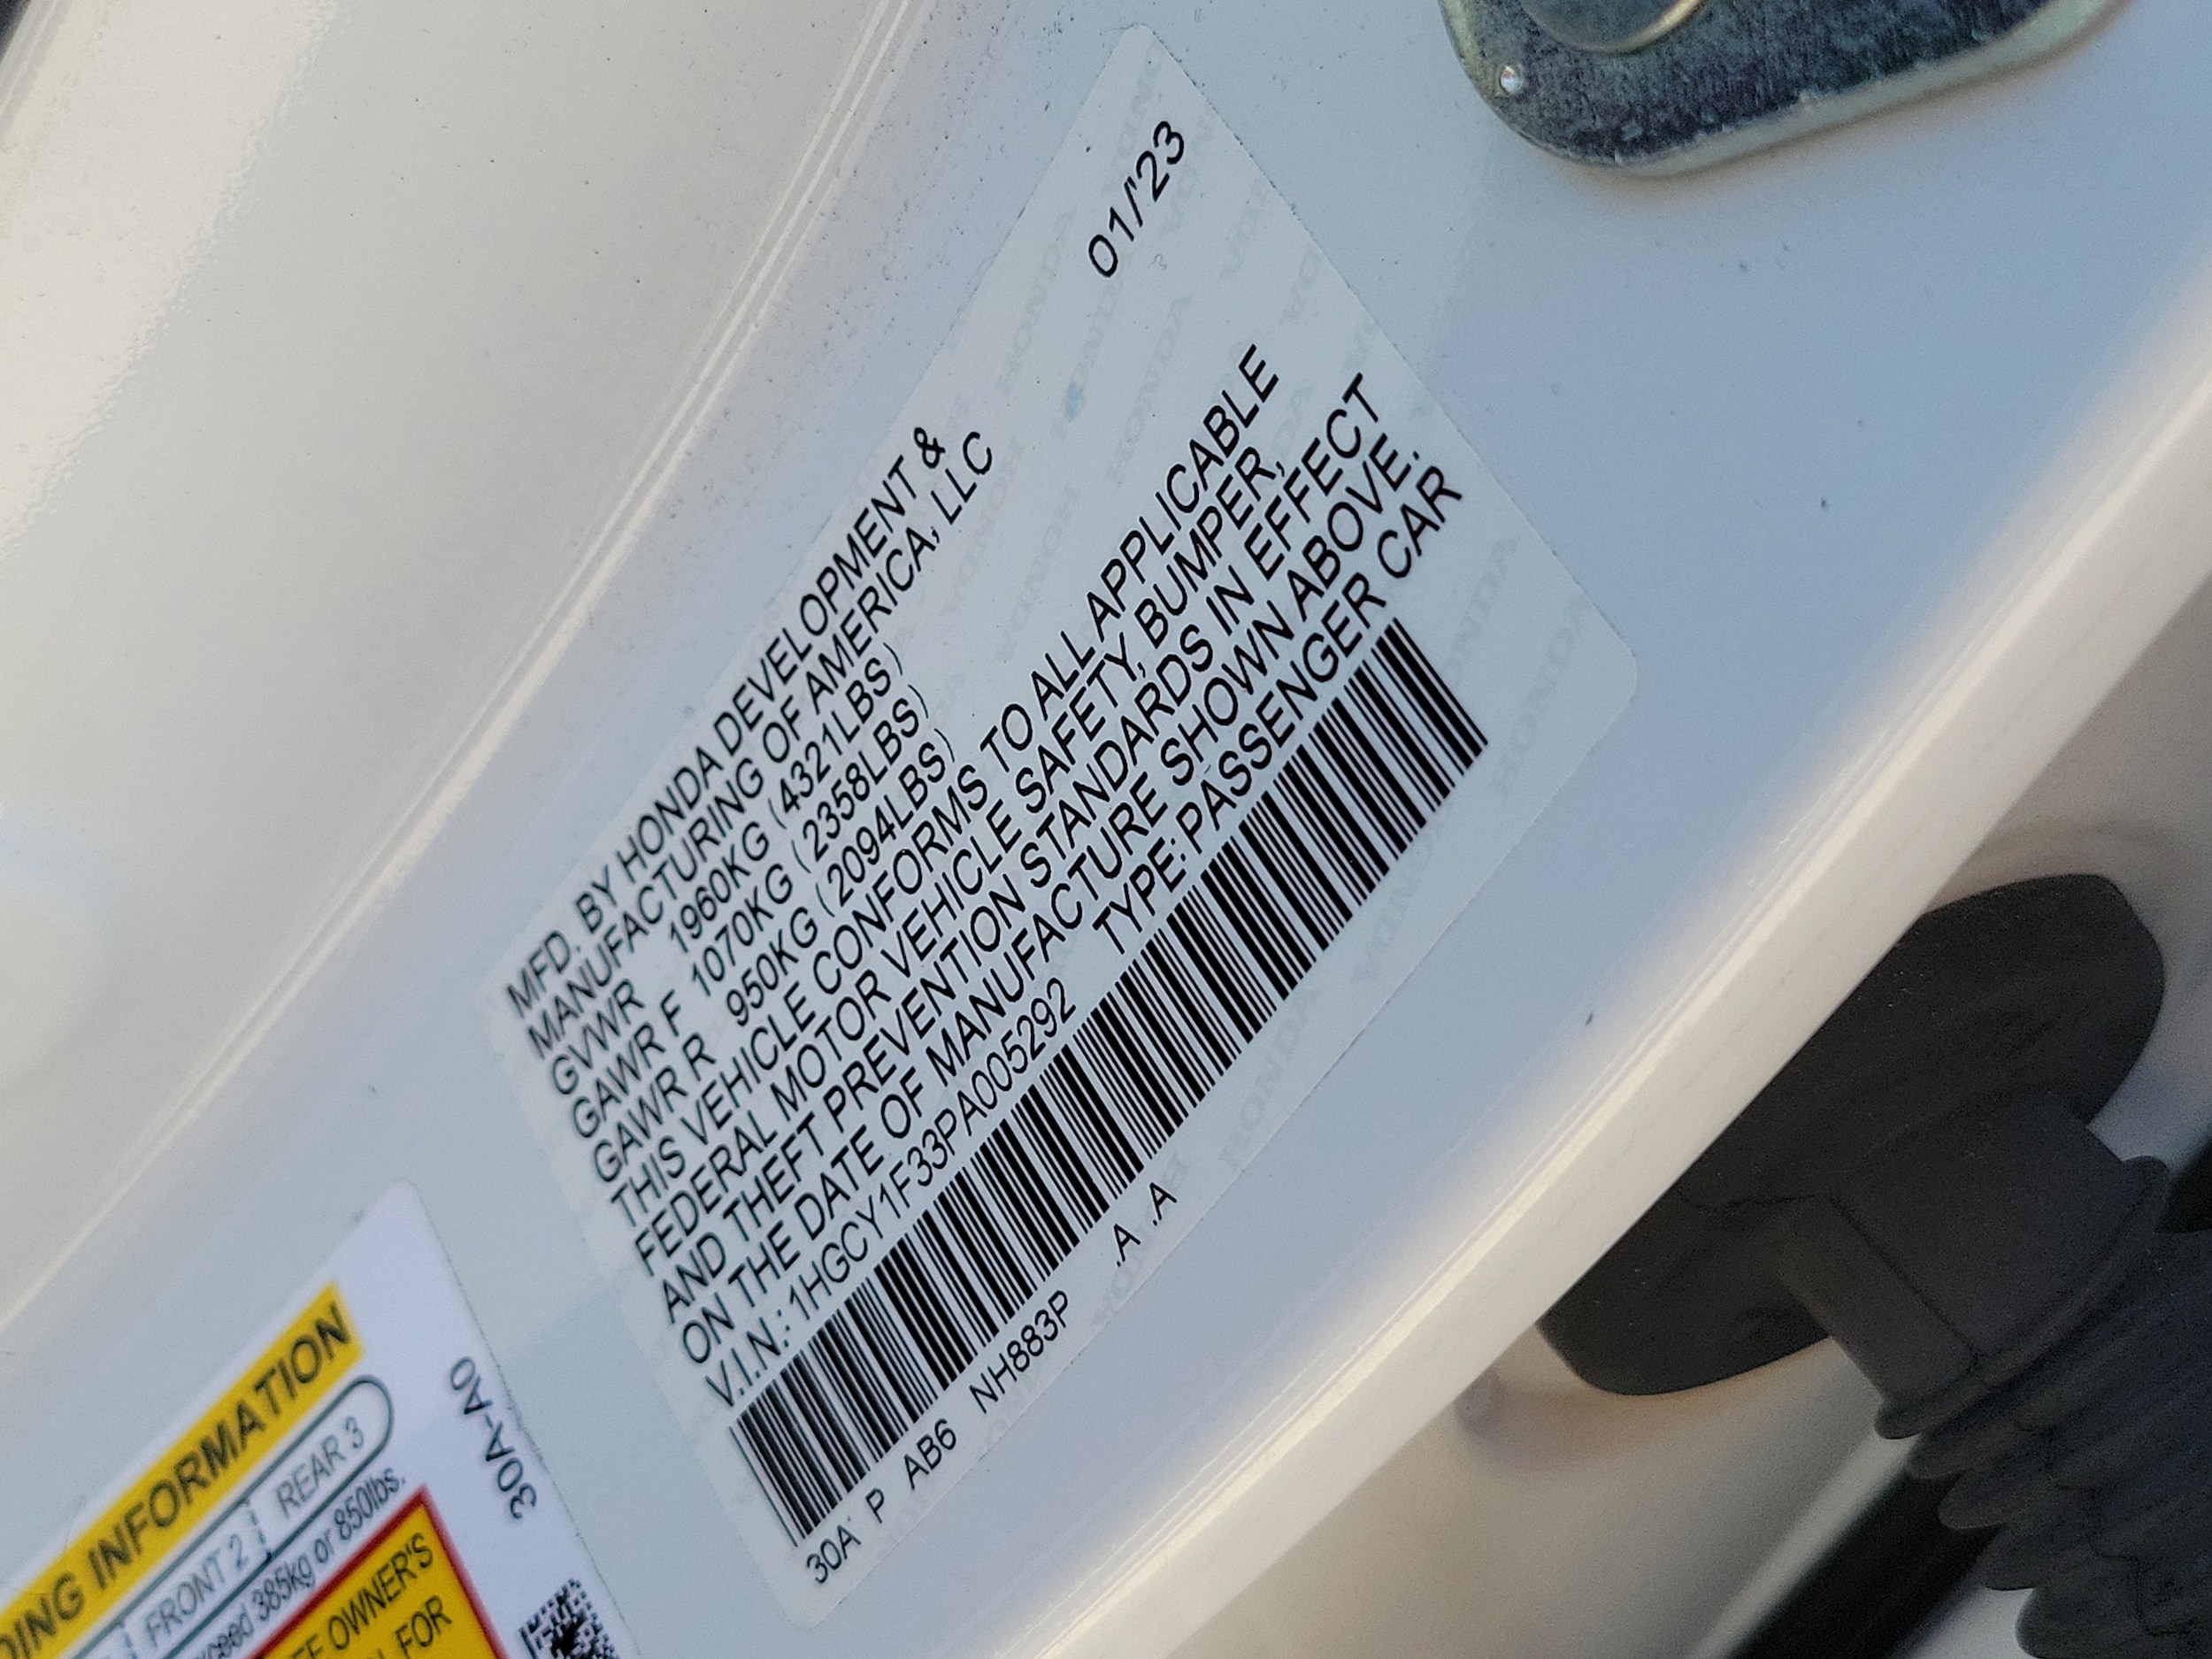 01/'23
MFD. BY HONDA DEVELOPMENT &
MANUFACTURING OF AMERICA, LLC
GVWR 1960KG (4321LBS)
GAWR F 1070KG (2358LBS)
GAWR R 950KG (2094LBS)
THIS VEHICLE CONFORMS TO ALL APPLICABLE
FEDERAL MOTOR VEHICLE SAFETY, BUMPER,
AND THEFT PREVENTION STANDARDS IN EFFECT
ON THE DATE OF MANUFACTURE SHOWN ABOVE.
V.I.N.: 1HGCY1F33PA005292 TYPE: PASSENGER CAR
30A P AB6 NH883P .A .A
INFORMATION
FRONT 2 REAR 3
385kg or 850lbs.
OWNER'S
FOR
30A-A0